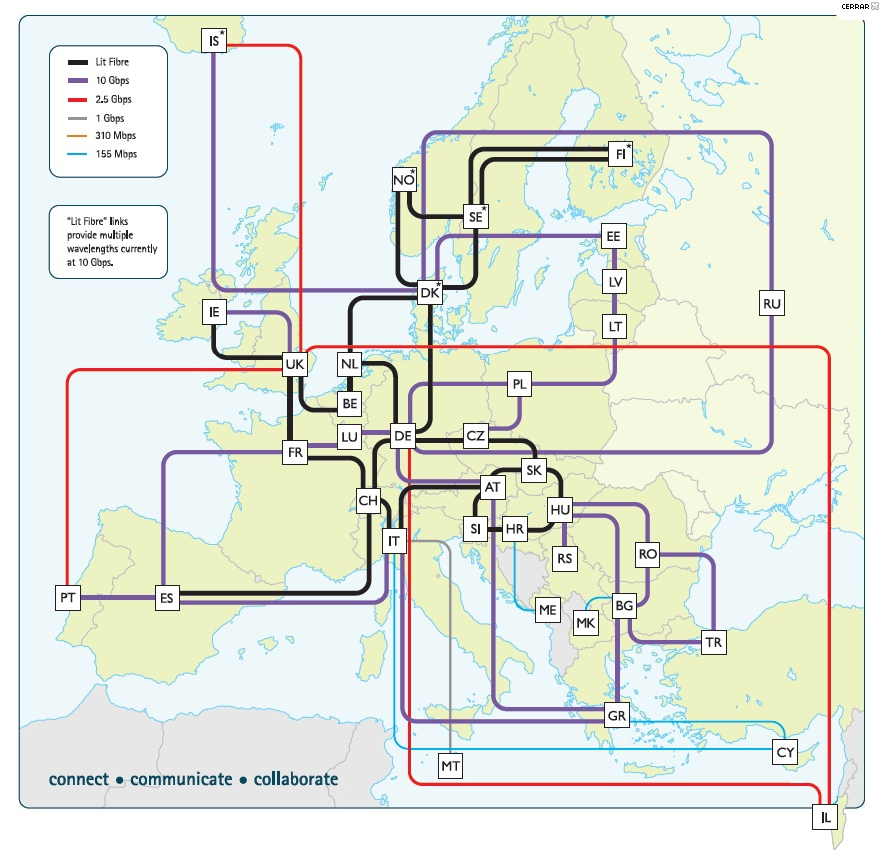 CERRAR
IS*
Lit Fibre
10 Gbps
2.5 Gbps
1 Gbps
310 Mbps
155 Mbps
"Lit Fibre" links
provide multiple
wavelengths currently
at 10 Gbps.
FI*
NO*
SE*
EE
LV
DK*
RU
IE
LT
UK
NL
PL
BE
LU
DE
CZ
FR
SK
CH
AT
HU
SI
HR
IT
RS
RO
PT
ES
ME
MK
BG
TR
GR
CY
MT
connect • communicate • collaborate
IL